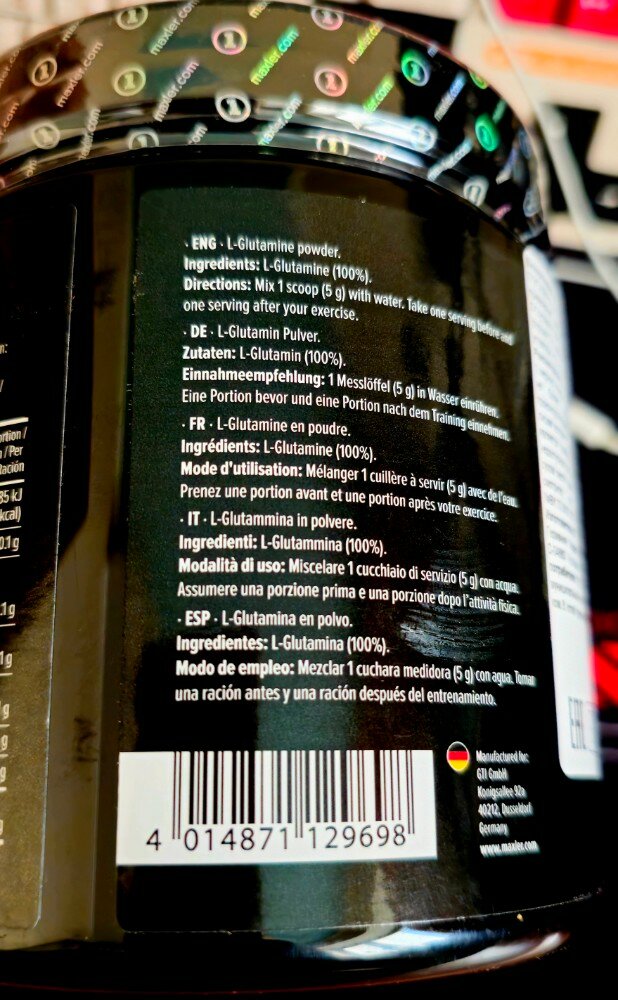 maxler.com
· ENG · L-Glutamine powder.
Ingredients: L-Glutamine (100%).
Directions: Mix 1 scoop (5 g) with water. Take one serving before and
one serving after your exercise.
· DE · L-Glutamin Pulver.
Zutaten: L-Glutamin (100%).
Einnahmeempfehlung: 1 Messlöffel (5 g) in Wasser einrühren.
Eine Portion bevor und eine Portion nach dem Training einnehmen.
· FR · L-Glutamine en poudre.
Ingrédients: L-Glutamine (100%).
Mode d'utilisation: Mélanger 1 cuillère à servir (5 g) avec de l'eau.
Prenez une portion avant et une portion après votre exercice.
· IT · L-Glutammina in polvere.
Ingredienti: L-Glutammina (100%).
Modalità di uso: Miscelare 1 cucchiaio di servizio (5 g) con acqua.
Assumere una porzione prima e una porzione dopo l'attività fisica.
· ESP · L-Glutamina en polvo.
Ingredientes: L-Glutamina (100%).
Modo de empleo: Mezclar 1 cuchara medidora (5 g) con agua. Tomar
una ración antes y una ración después del entrenamiento.
4 014871 129698
Manufactured for:
GTI GmbH
Konigsallee 92a
40212, Dusseldorf
Germany
www.maxler.com
/ Per
Ración
kcal)
0.1 g